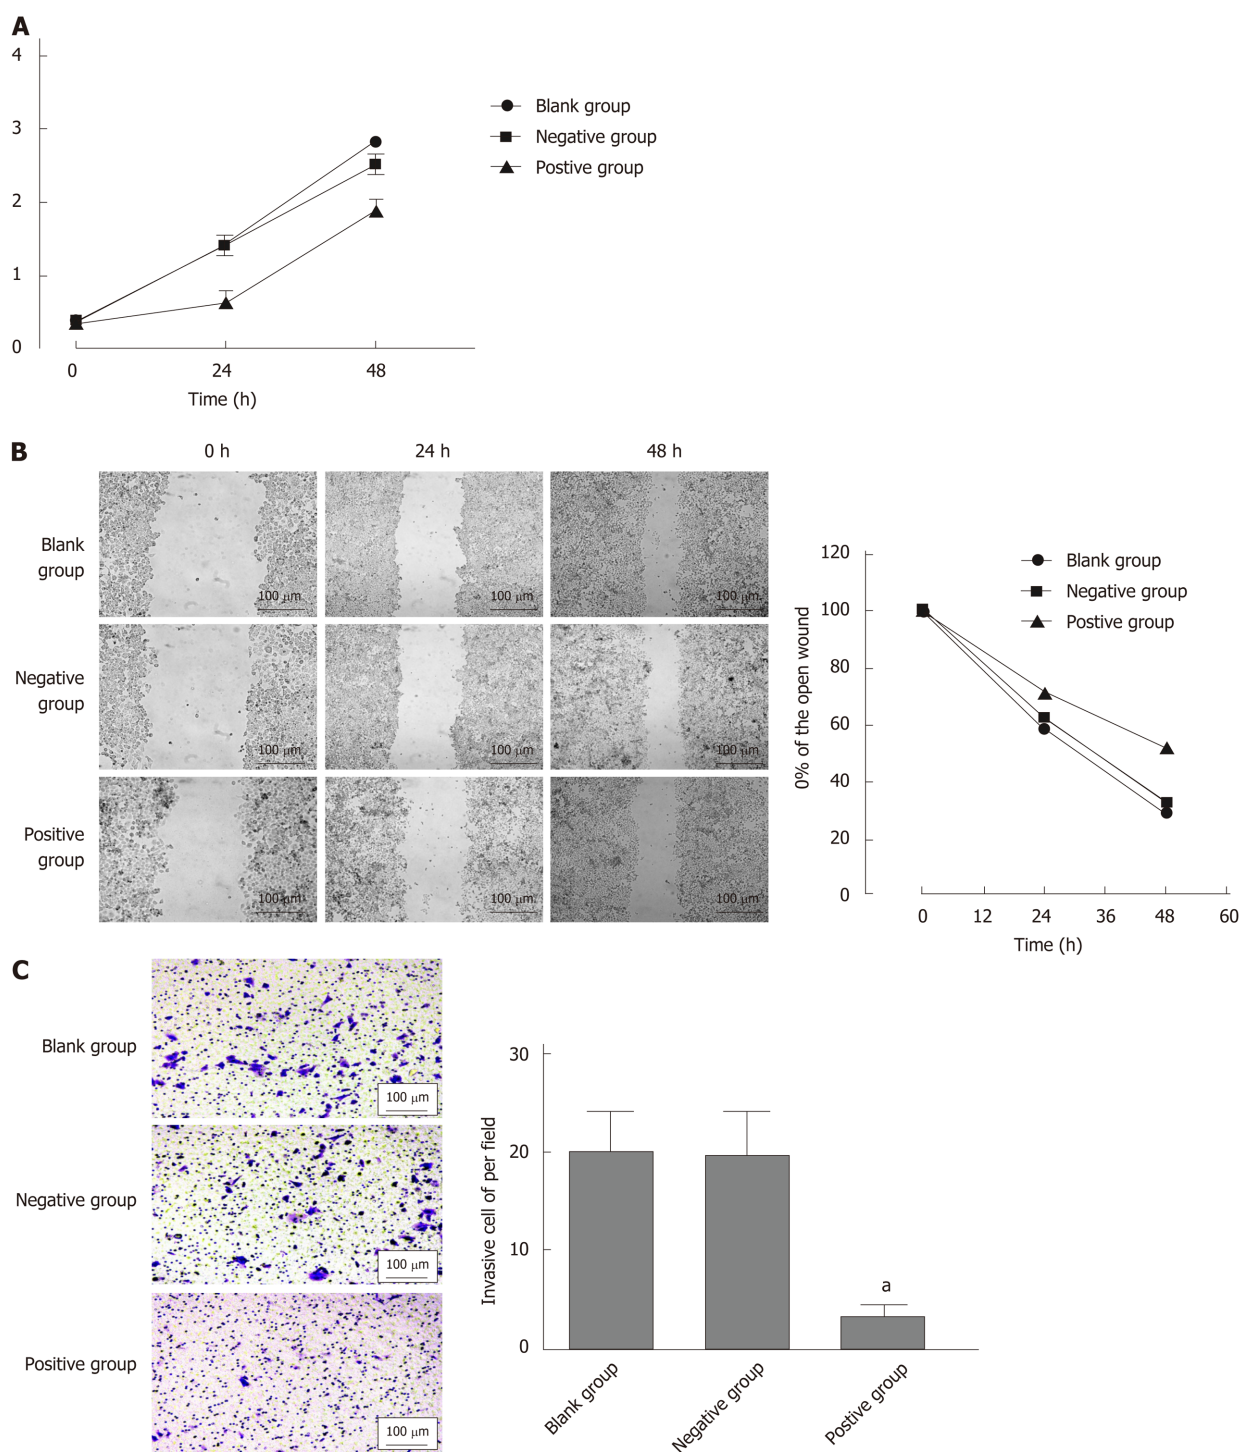 A
4
3
2
1
0
0 24 48
Time (h)
Blank group
Negative group
Postive group
B
0 h 24 h 48 h
Blank
group
100 μm 100 μm 100 μm
Negative
group
100 μm 100 μm 100 μm
Positive
group
100 μm 100 μm 100 μm
0% of the open wound
120
100
80
60
40
20
0
0 12 24 36 48 60
Time (h)
Blank group
Negative group
Postive group
C
Blank group
100 μm
Negative group
100 μm
Positive group
100 μm
Invasive cell of per field
30
20
10
0
a
Blank group
Negative group
Postive group